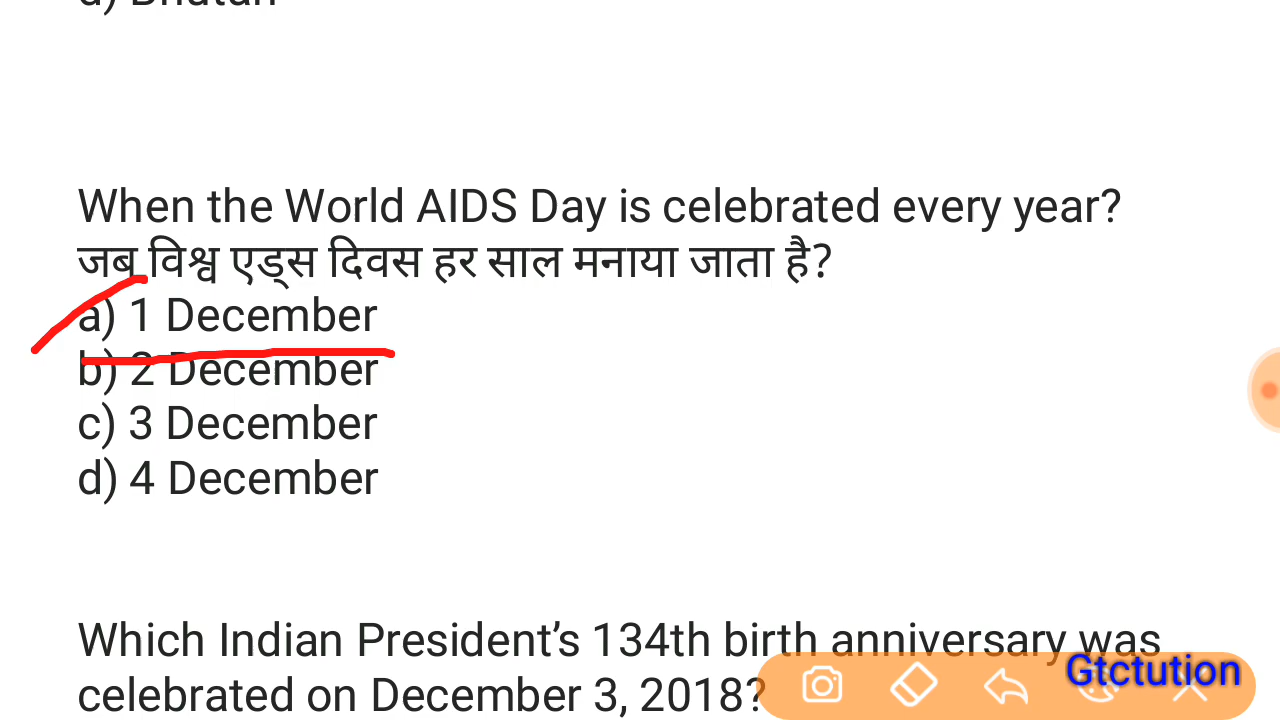 d) Bhutan
When the World AIDS Day is celebrated every year?
जब विश्व एड्स दिवस हर साल मनाया जाता है?
a) 1 December
b) 2 December
c) 3 December
d) 4 December
Which Indian President’s 134th birth anniversary was
celebrated on December 3, 2018?
Gtctution